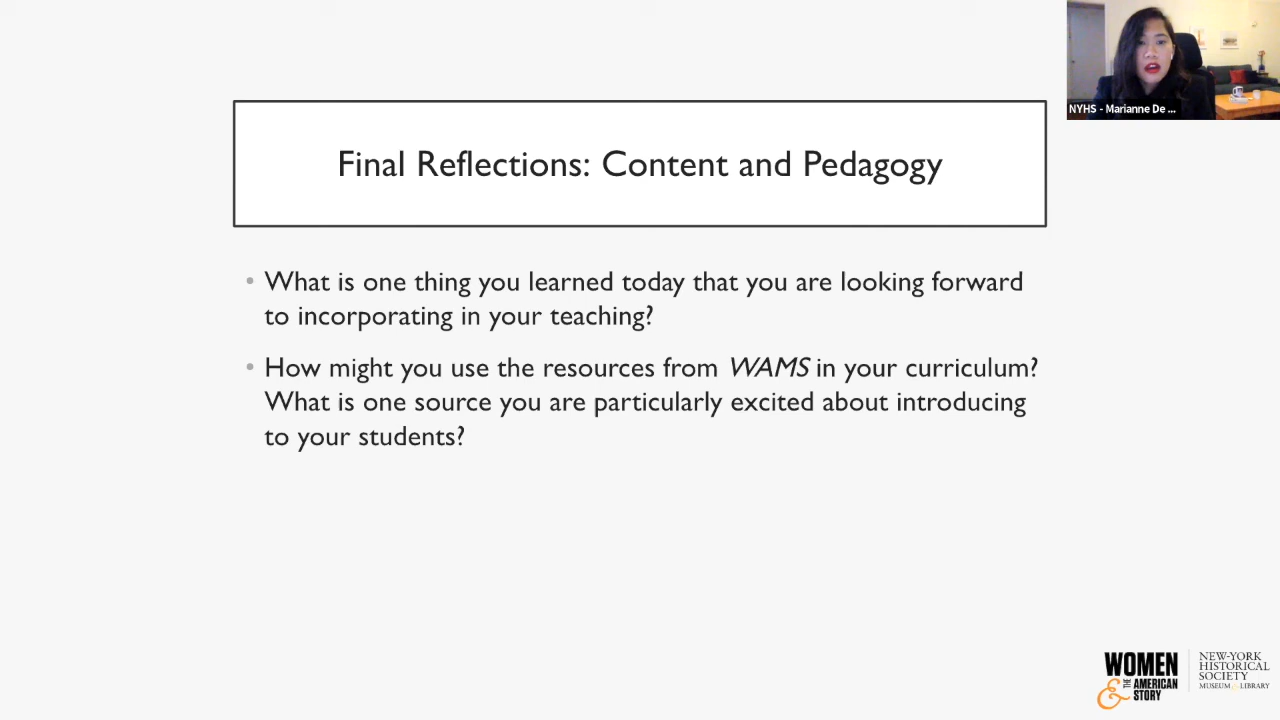 NYHS - Marianne De ...
Final Reflections: Content and Pedagogy
• What is one thing you learned today that you are looking forward
to incorporating in your teaching?
• How might you use the resources from WAMS in your curriculum?
What is one source you are particularly excited about introducing
to your students?
WOMEN
& THE AMERICAN
STORY
NEW-YORK
HISTORICAL
SOCIETY
MUSEUM & LIBRARY